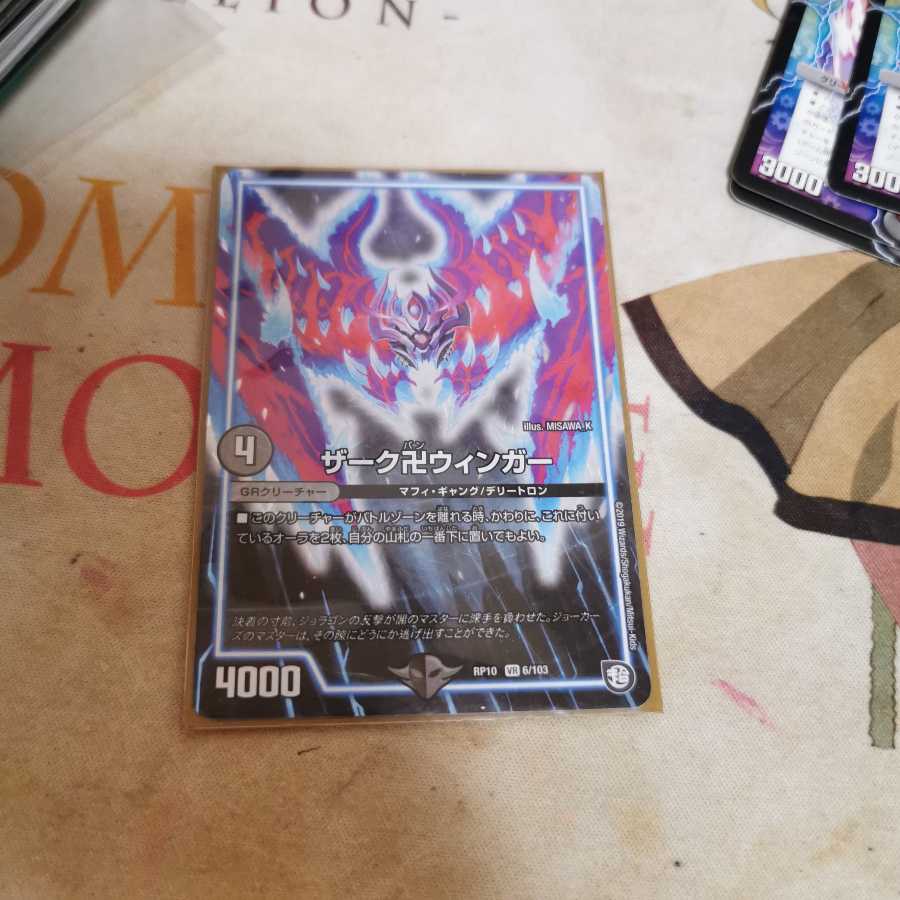 LION-
OM
MO
3000
300
illus. MISAWA.K
4
バン
ザーク卍ウィンガー
GRクリーチャー
マフィ・ギャング/デリートロン
■このクリーチャーがバトルゾーンを離れる時、かわりに、これに付い
ているオーラを2枚、自分の山札の一番下に置いてもよい。
決着の寸前、ジョラゴンの反撃が闇のマスターに深手を負わせた。ジョーカー
ズのマスターは、その隙にどうにか逃げ出すことができた。
4000
RP10 VR 6/103
超
©2019 Wizards/Shogakukan/Mitsui-Kids